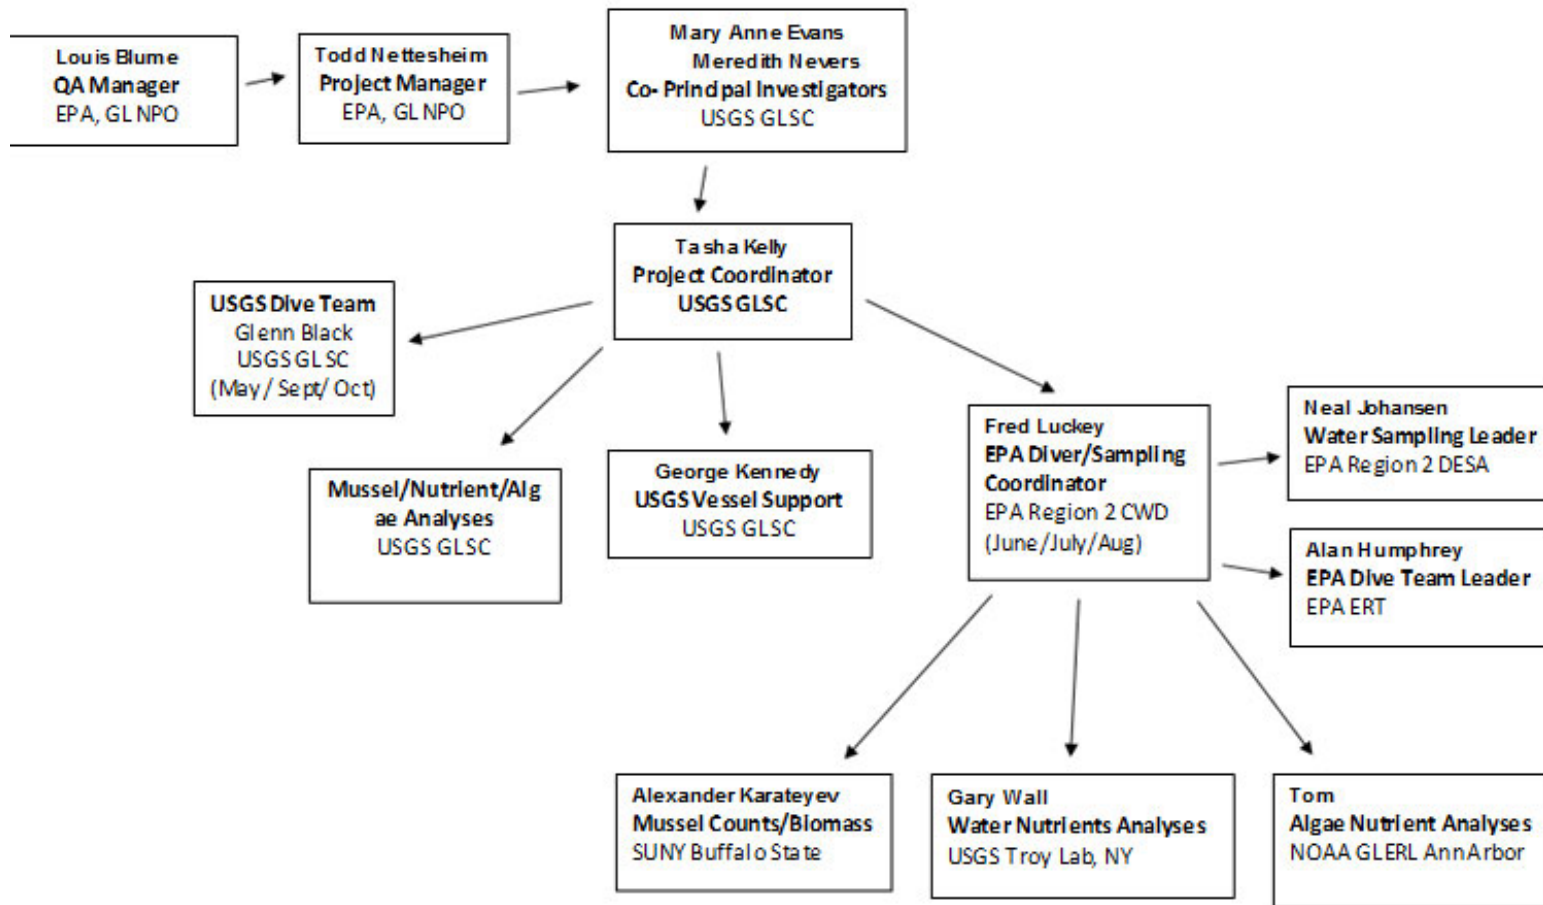 Louis Blume
QA Manager
EPA, GLNPO
Todd Nettesheim
Project Manager
EPA, GLNPO
Mary Anne Evans
Meredith Nevers
Co- Principal Investigators
USGS GLSC
Tasha Kelly
Project Coordinator
USGS GLSC
USGS Dive Team
Glenn Black
USGS GLSC
(May/ Sept/ Oct)
Mussel/Nutrient/Alg
ae Analyses
USGS GLSC
George Kennedy
USGS Vessel Support
USGS GLSC
Fred Luckey
EPA Diver/Sampling
Coordinator
EPA Region 2 CWD
(June/July/Aug)
Neal Johansen
Water Sampling Leader
EPA Region 2 DESA
Alan Humphrey
EPA Dive Team Leader
EPA ERT
Alexander Karateyev
Mussel Counts/Biomass
SUNY Buffalo State
Gary Wall
Water Nutrients Analyses
USGS Troy Lab, NY
Tom
Algae Nutrient Analyses
NOAA GLERL Ann Arbor